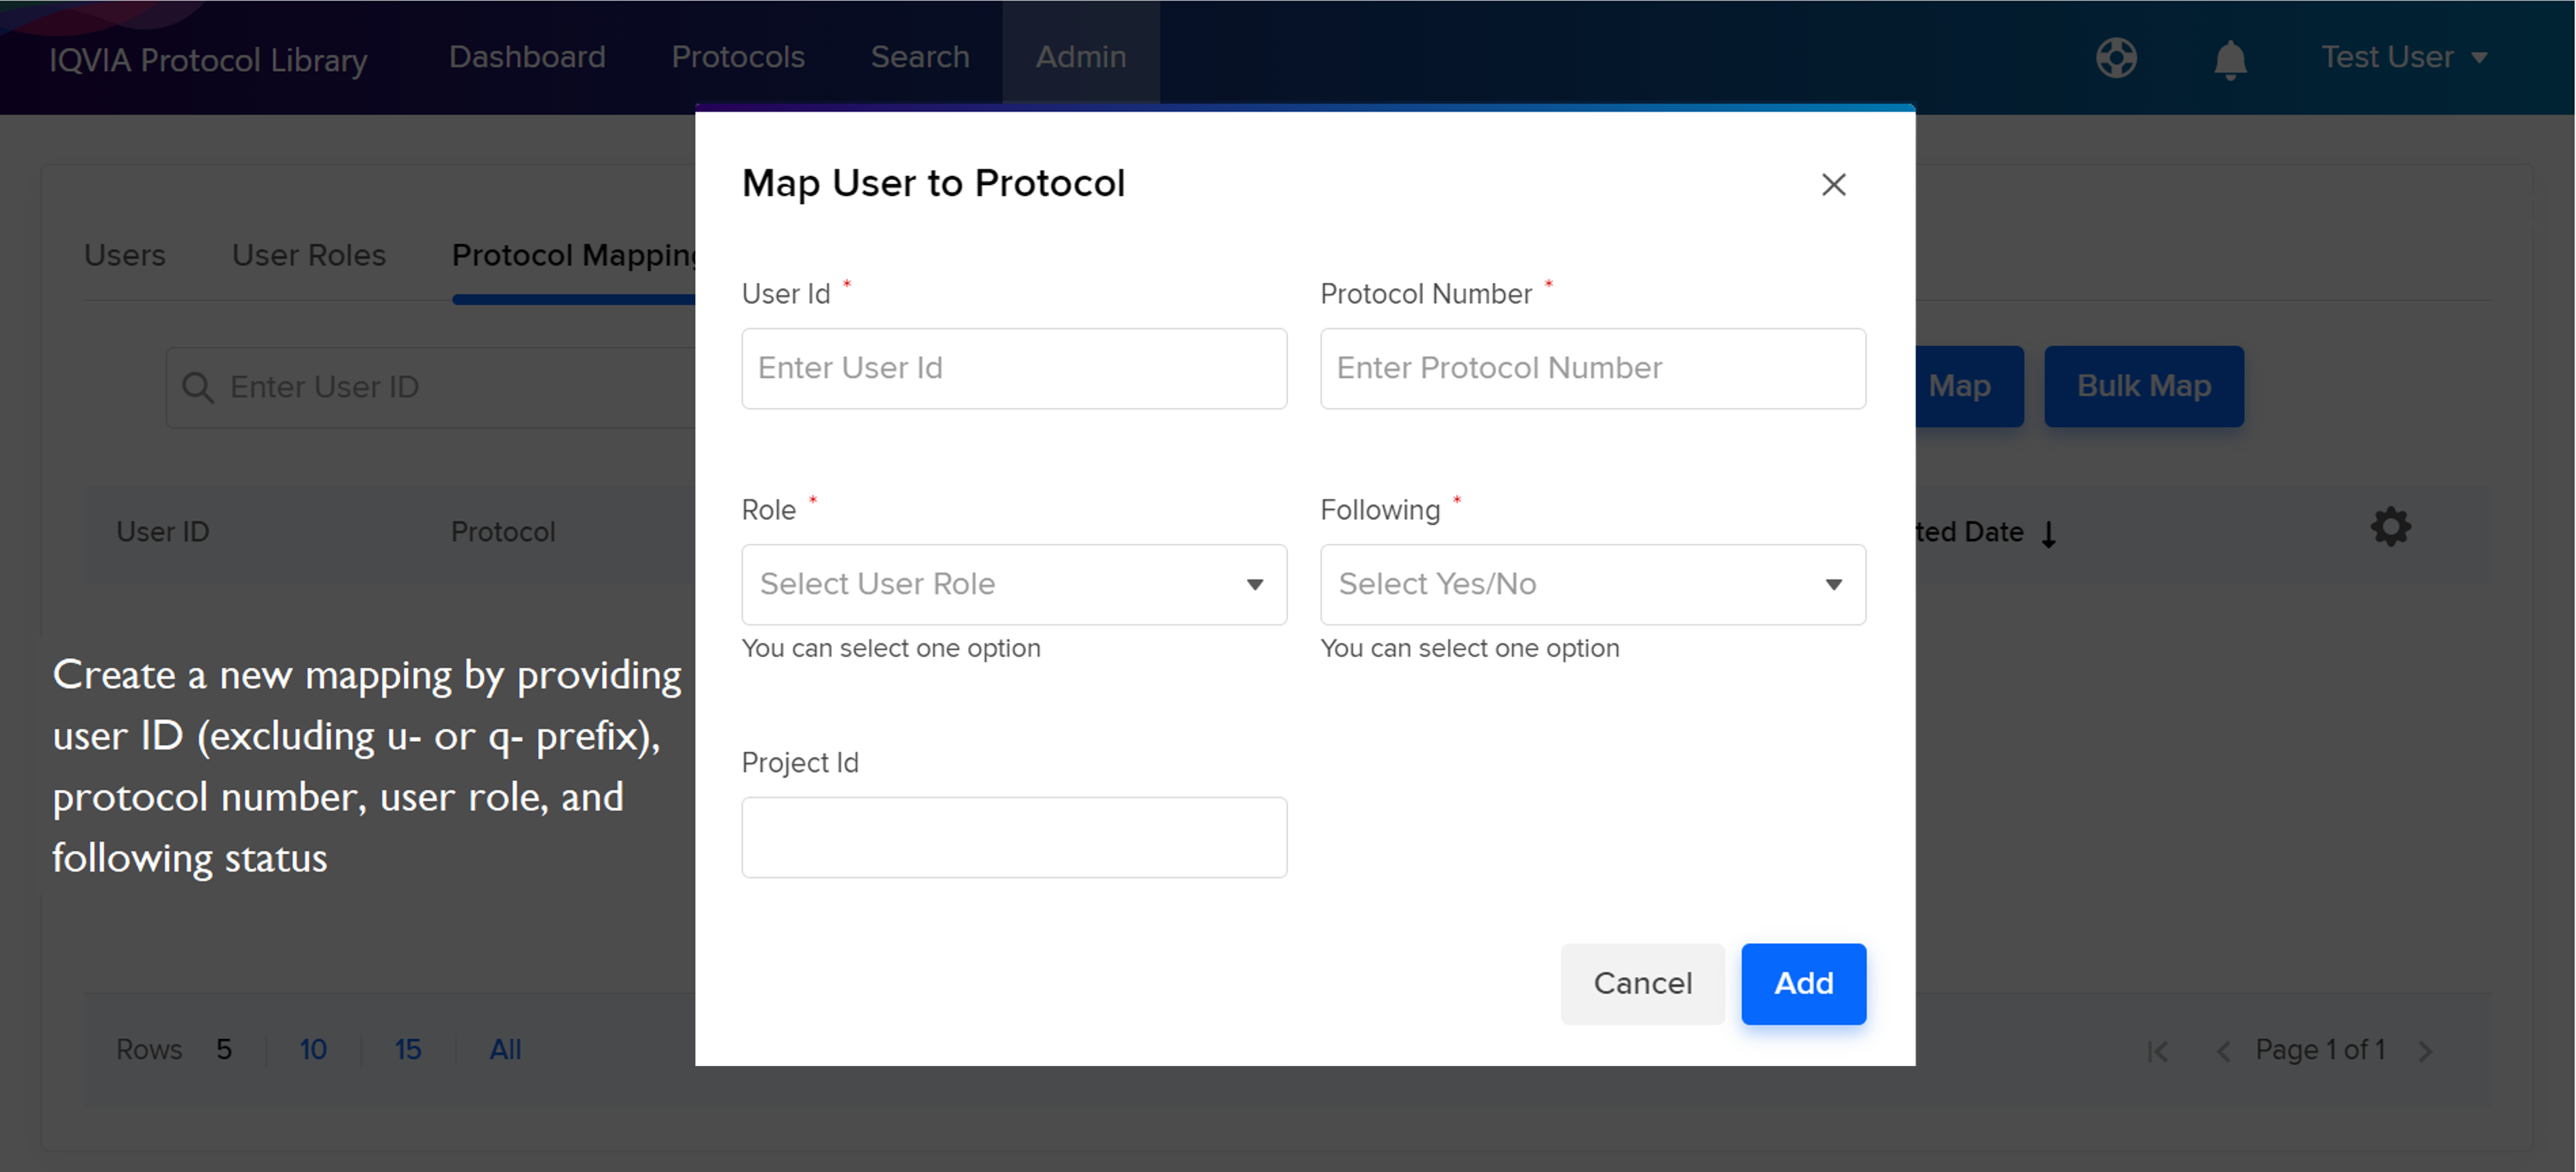 IQVIA Protocol Library
Dashboard
Protocols
Search
Admin
Test User
Map User to Protocol
Users
User Roles
Protocol Mapping
User Id *
Protocol Number *
Enter User Id
Enter Protocol Number
Enter User ID
Map
Bulk Map
Role *
Following *
User ID
Protocol
ted Date
Select User Role
Select Yes/No
You can select one option
You can select one option
Create a new mapping by providing
user ID (excluding u- or q- prefix),
protocol number, user role, and
following status
Project Id
Cancel
Add
Rows 5 10 15 All
Page 1 of 1